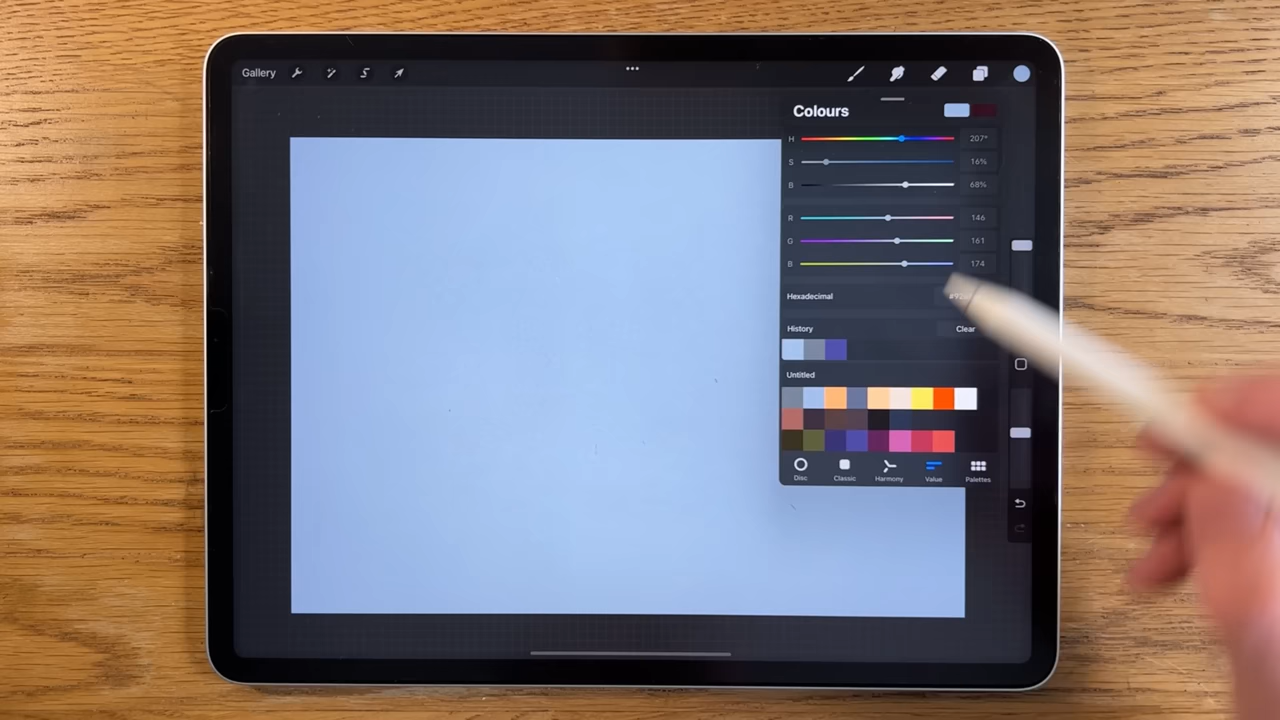 Gallery
Colours
H 207°
S 16%
B 68%
R 146
G 161
B 174
Hexadecimal
History Clear
Untitled
Disc Classic Harmony Value Palettes